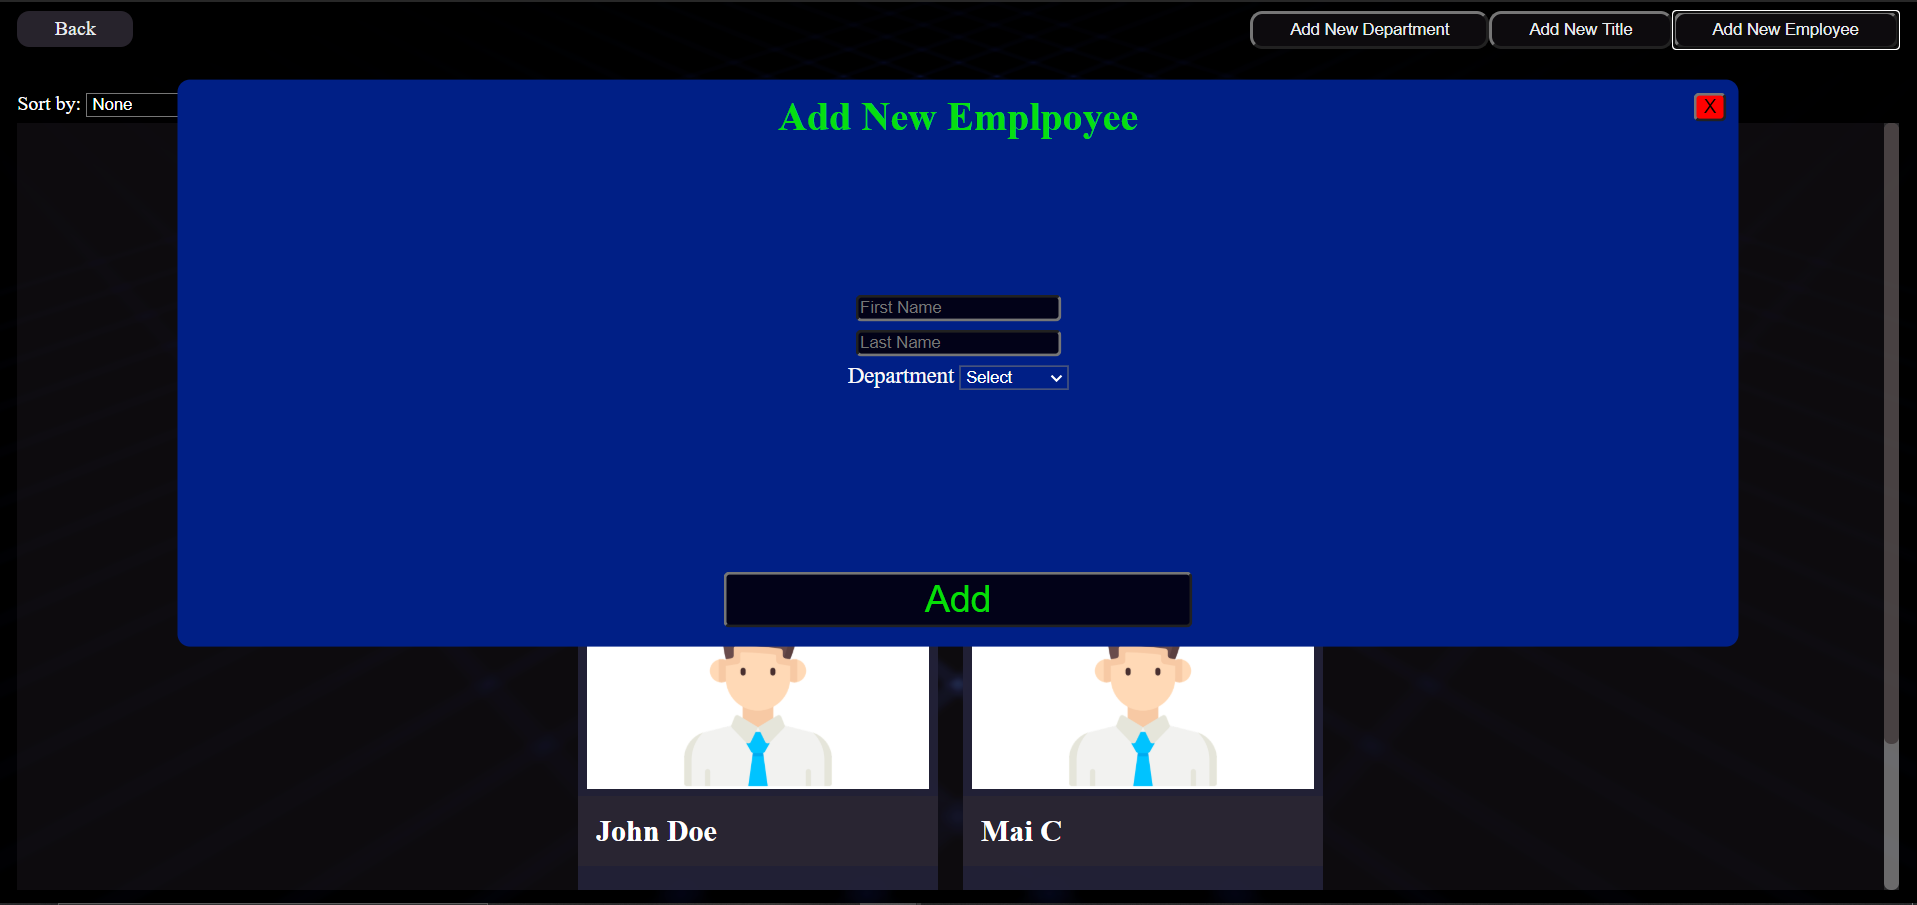 Back
Add New Department
Add New Title
Add New Employee
Sort by: None
Add New Emplpoyee
X
First Name
Last Name
Department Select
Add
John Doe
Mai C